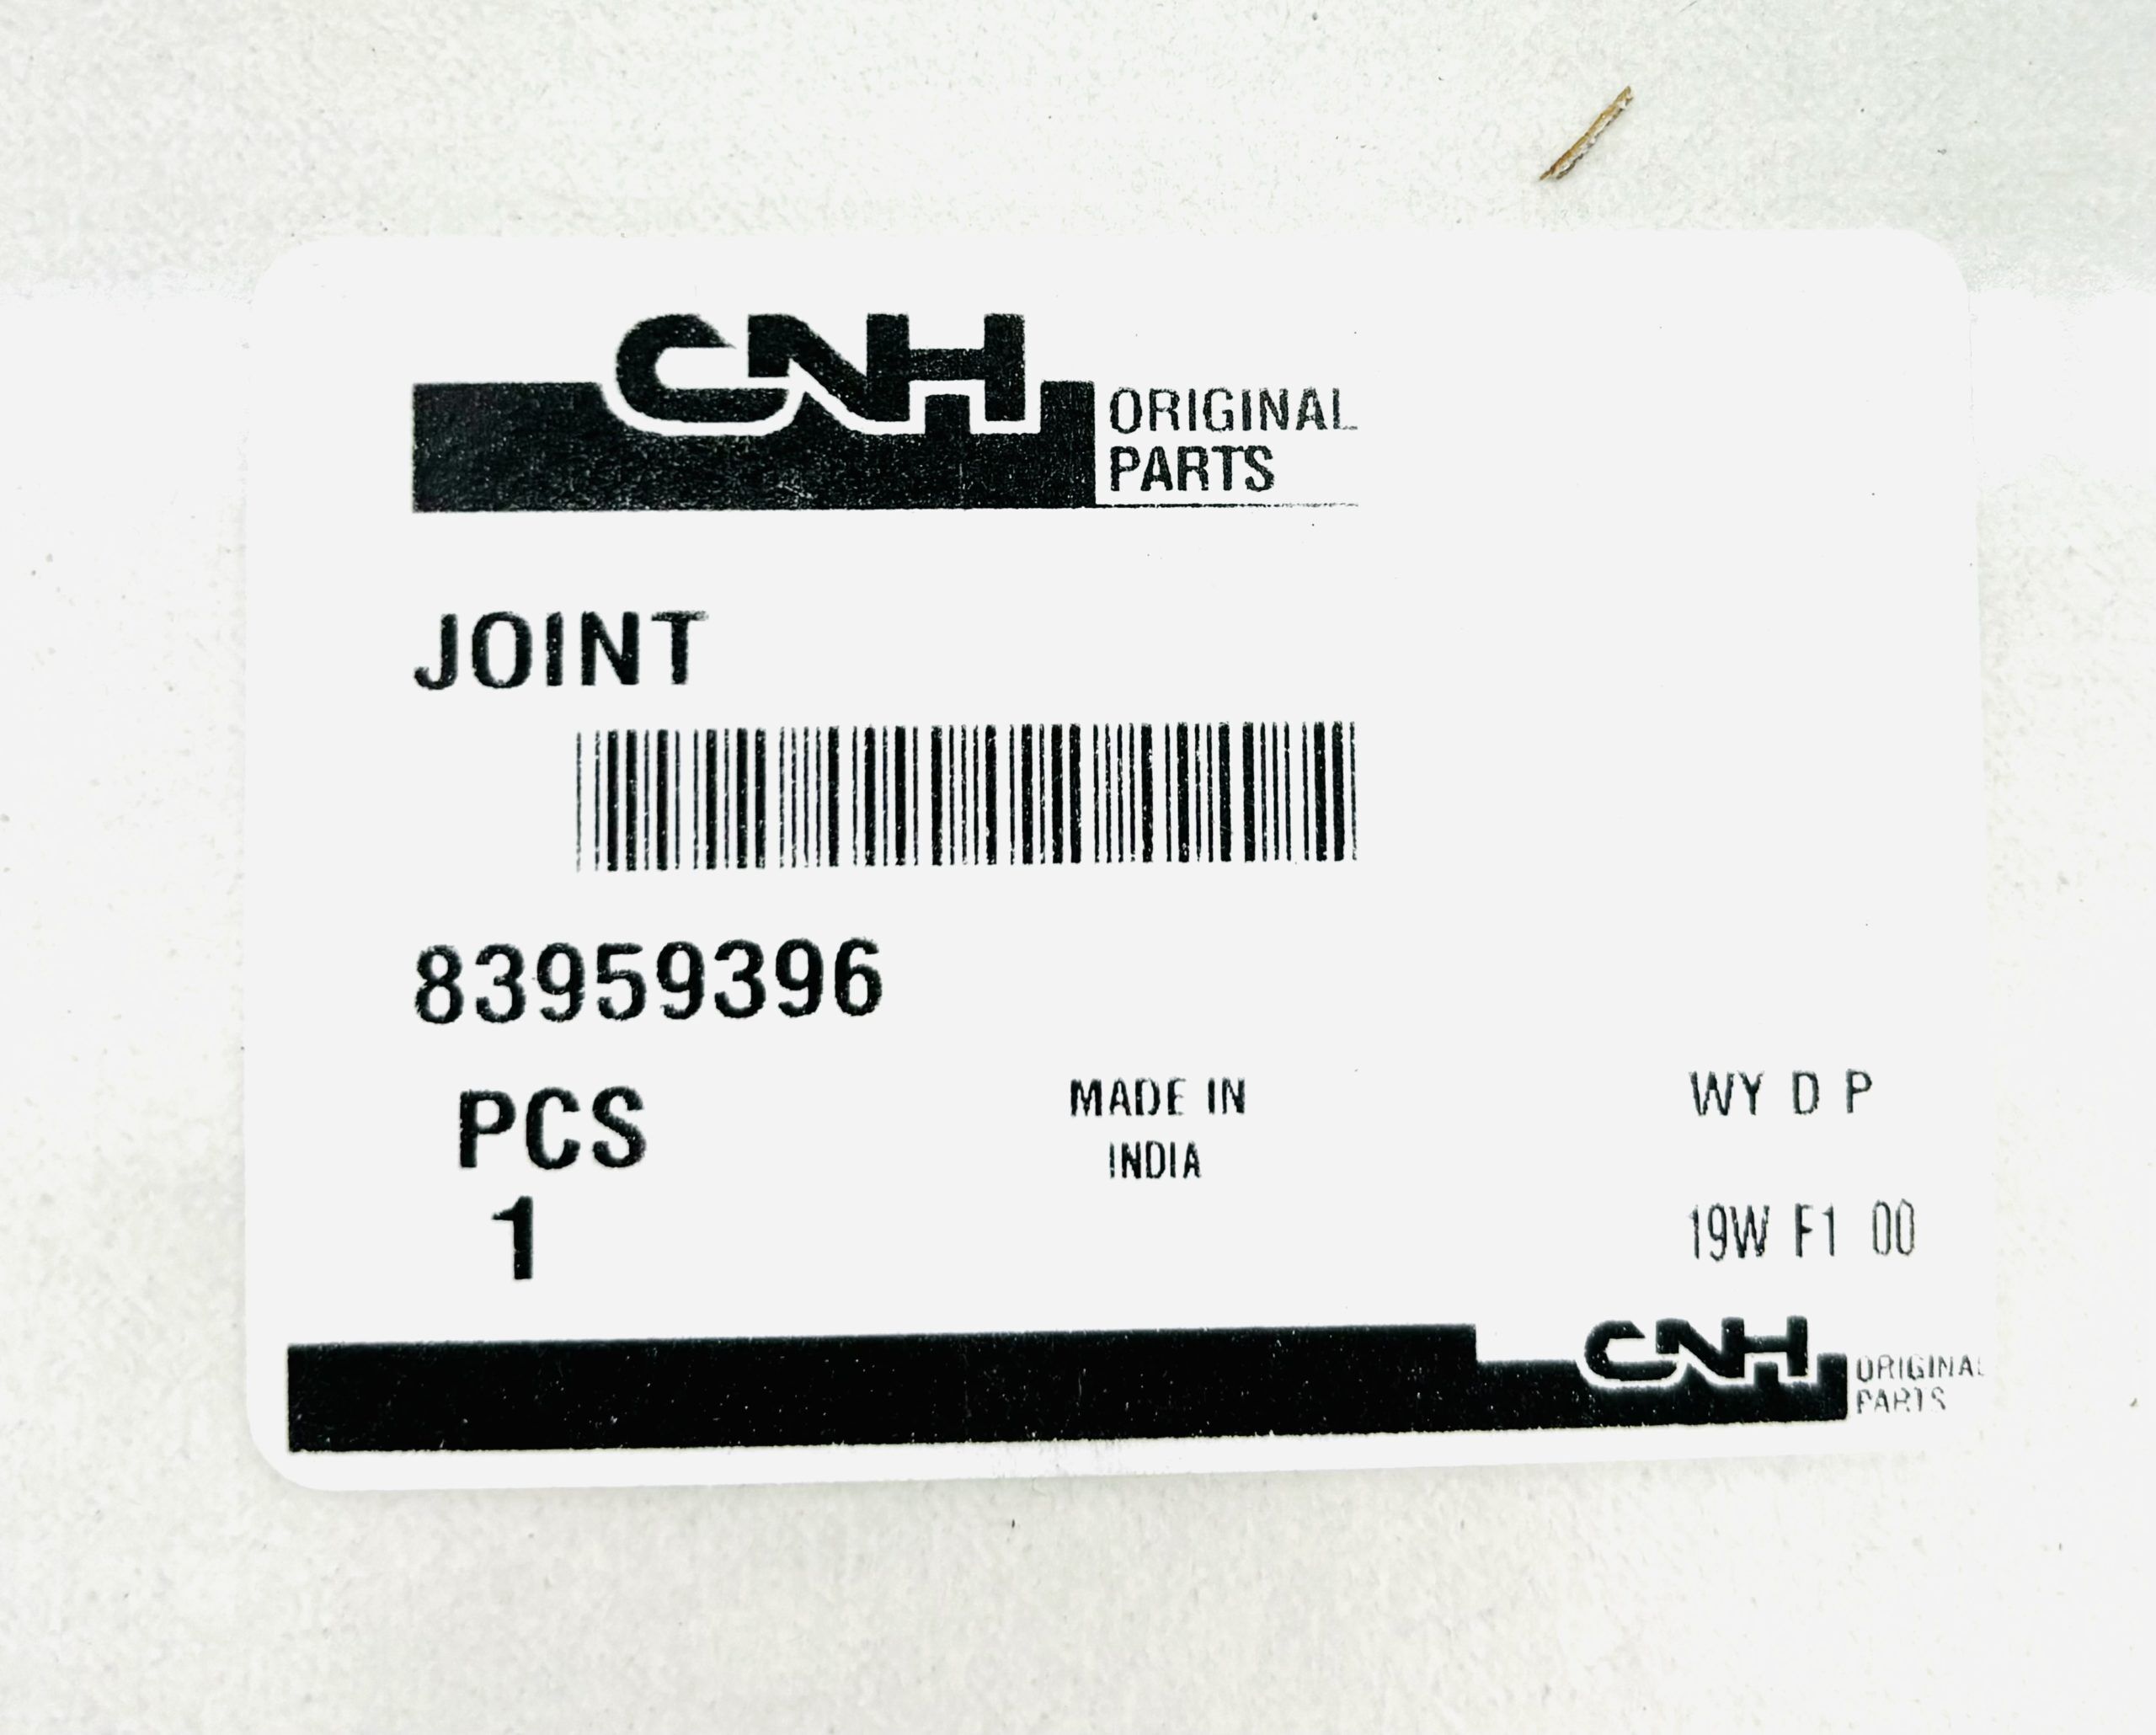 CNH ORIGINAL
PARTS
JOINT
83959396
PCS
1
MADE IN
INDIA
WY D P
19W F1 00
CNH ORIGINAL
PARTS